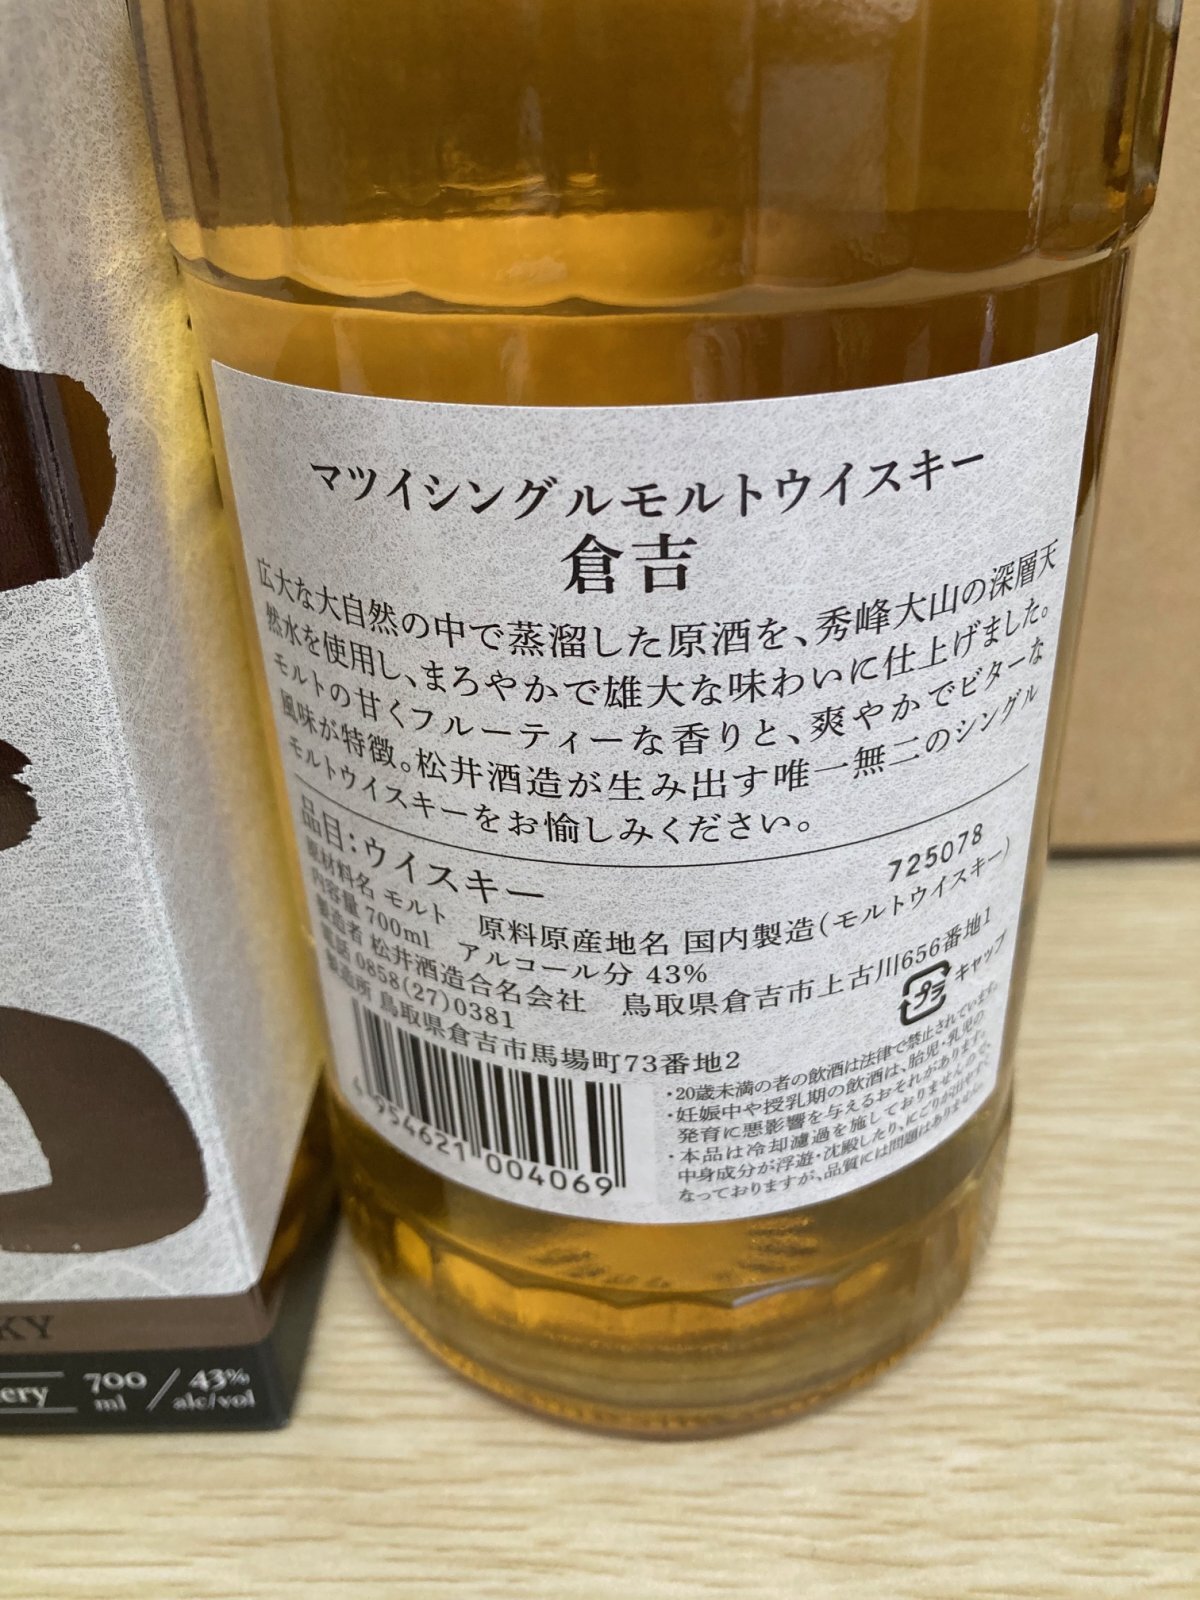 マツイシングルモルトウイスキー
倉吉
広大な大自然の中で蒸溜した原酒を、秀峰大山の深層天
然水を使用し、まろやかで雄大な味わいに仕上げました。
モルトの甘くフルーティーな香りと、爽やかでビターな
風味が特徴。松井酒造が生み出す唯一無二のシングル
モルトウイスキーをお愉しみください。
725078
品目:ウイスキー
原材料名 モルト 原料原産地名 国内製造(モルトウイスキー)
内容量 700ml アルコール分 43%
製造者 松井酒造合名会社 鳥取県倉吉市上古川656番地1
電話 0858(27)0381
製造所 鳥取県倉吉市馬場町73番地2
プラ キャップ
4 954621 004069
・20歳未満の者の飲酒は法律で禁止されています。
・妊娠中や授乳期の飲酒は、胎児・乳児の
発育に悪影響を与えるおそれがあります。
・本品は冷却濾過を施しておりませんので、
中身成分が浮遊・沈殿したり、にごりが出やすく
なっておりますが、品質には問題はありません。
KY
ery
700 ml / 43% alc/vol